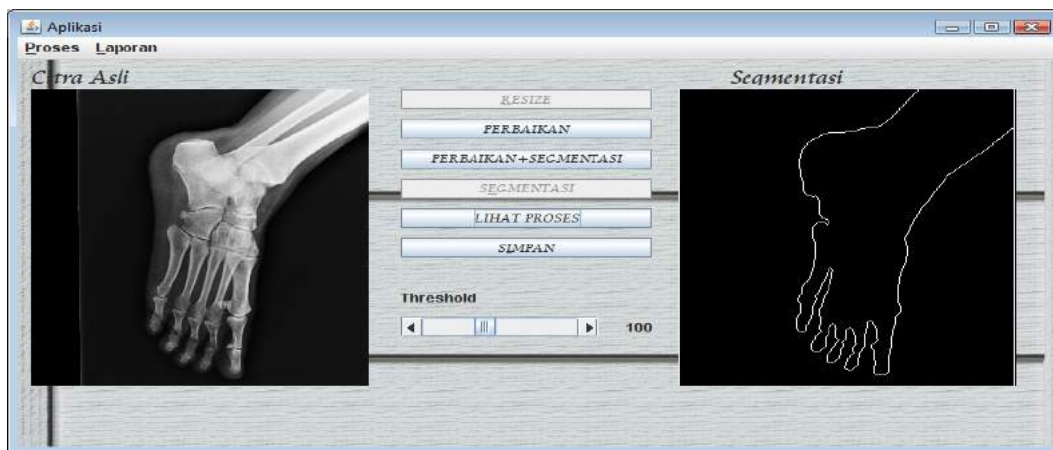 Aplikasi
Proses Laporan
Citra Asli
Segmentasi
RESIZE
PERBAIKAN
PERBAIKAN+SEGMENTASI
SEGMENTASI
LIHAT PROSES
SIMPAN
Threshold
100